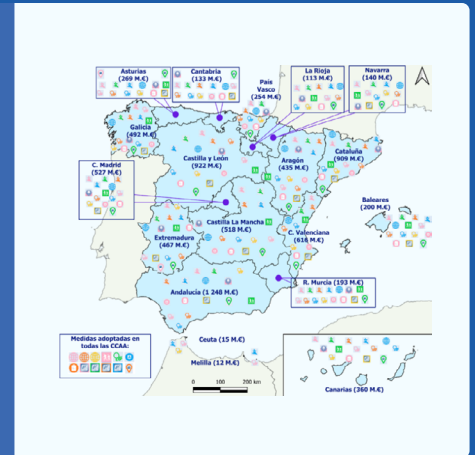 Asturias
(269 M.€)
Cantabria
(133 M.€)
País
Vasco
(254 M.€)
La Rioja
(113 M.€)
Navarra
(140 M.€)
Galicia
(492 M.€)
Castilla y León
(922 M.€)
Aragón
(435 M.€)
Cataluña
(909 M.€)
C. Madrid
(527 M.€)
Baleares
(200 M.€)
Castilla La Mancha
(518 M.€)
Extremadura
(467 M.€)
C. Valenciana
(616 M.€)
R. Murcia (193 M.€)
Andalucía (1 248 M.€)
Medidas adoptadas en
todas las CCAA:
Ceuta (15 M.€)
Melilla (12 M.€)
0 100 200 km
Canarias (360 M.€)